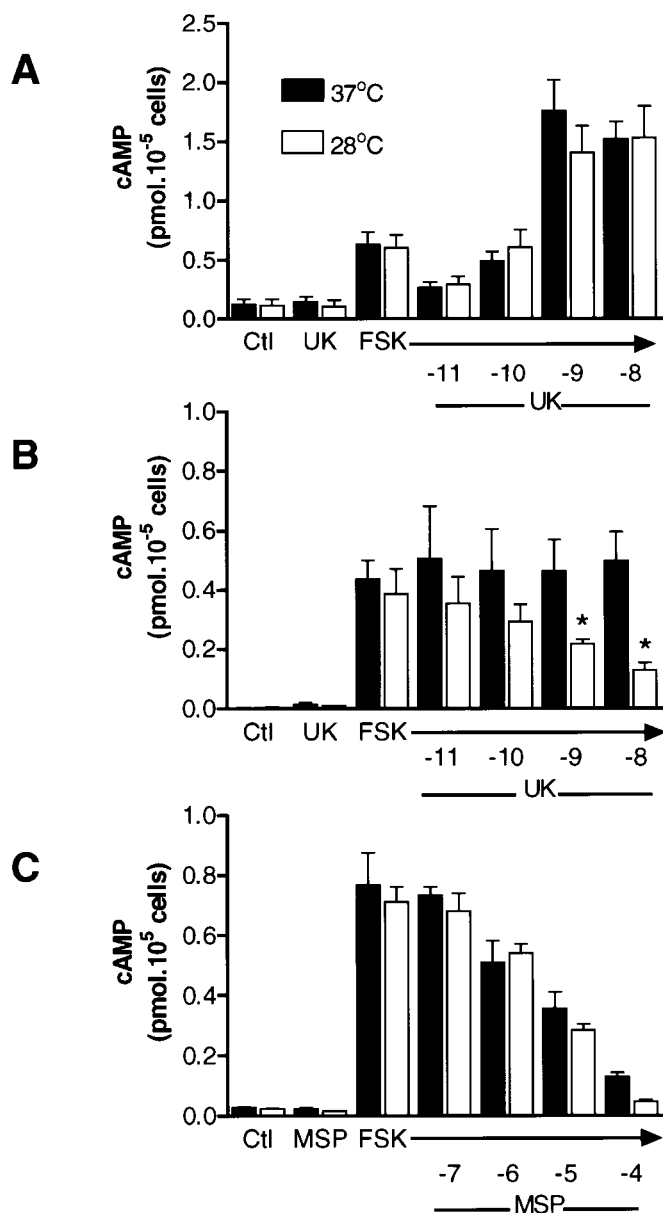 A
cAMP
(pmol.10⁻⁵ cells)
2.5
2.0
1.5
1.0
0.5
0.0
37°C
28°C
Ctl UK FSK
-11 -10 -9 -8
UK
B
cAMP
(pmol.10⁻⁵ cells)
1.0
0.8
0.6
0.4
0.2
0.0
* *
Ctl UK FSK
-11 -10 -9 -8
UK
C
cAMP
(pmol.10⁵ cells)
1.0
0.8
0.6
0.4
0.2
0.0
Ctl MSP FSK
-7 -6 -5 -4
MSP